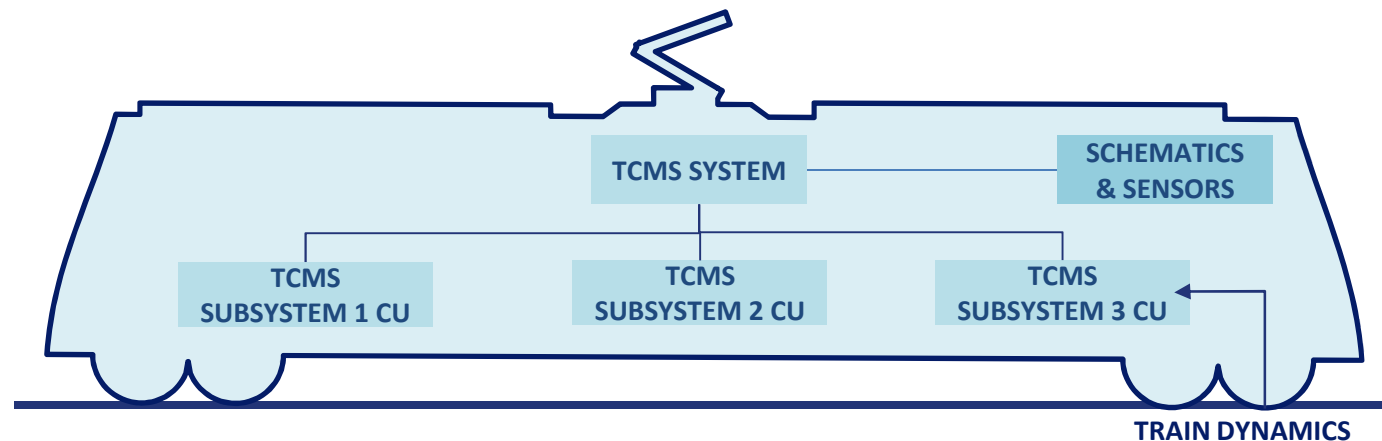 TCMS SYSTEM
SCHEMATICS
& SENSORS
TCMS
SUBSYSTEM 1 CU
TCMS
SUBSYSTEM 2 CU
TCMS
SUBSYSTEM 3 CU
TRAIN DYNAMICS